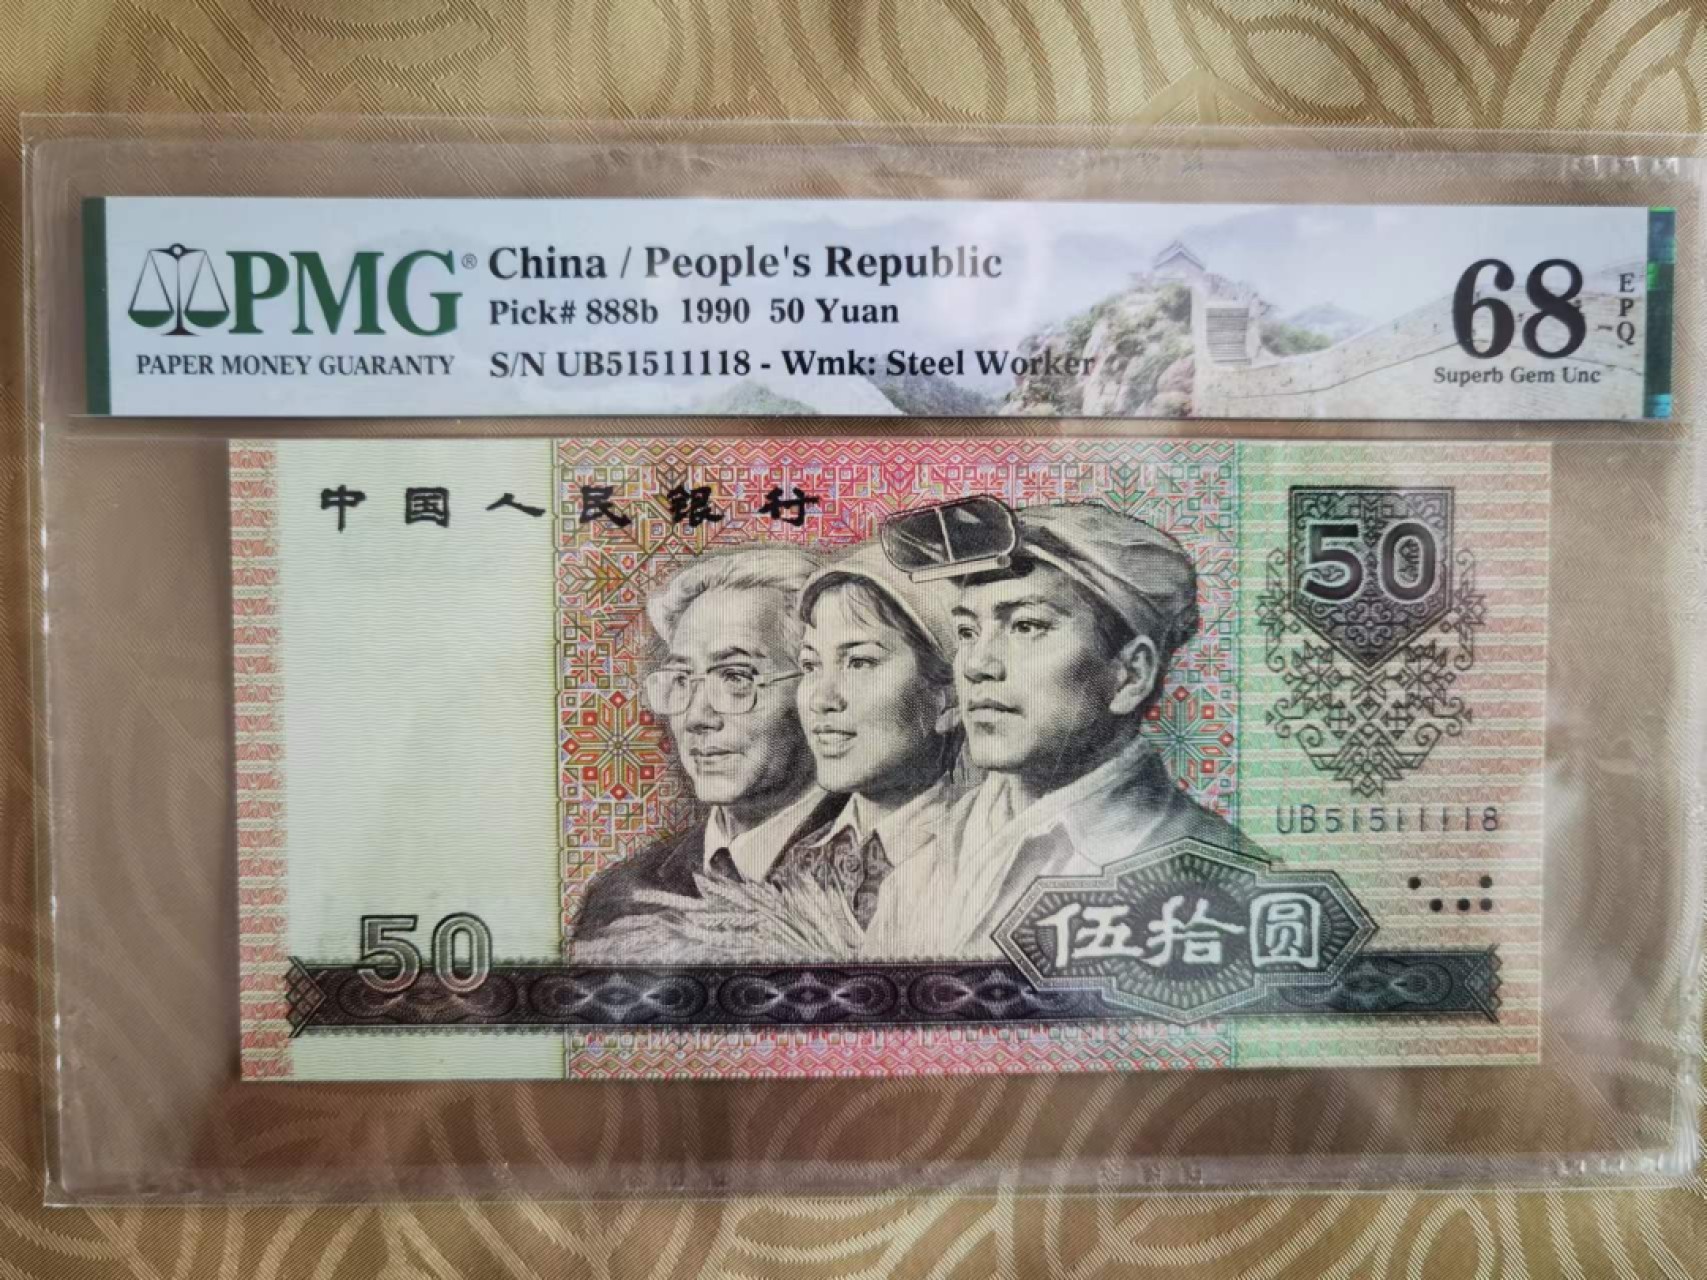 PMG®
PAPER MONEY GUARANTY
China / People's Republic
Pick# 888b 1990 50 Yuan
S/N UB51511118 - Wmk: Steel Worker
68
EPQ
Superb Gem Unc
中国人民银行
50
UB51511118
50
伍拾圆